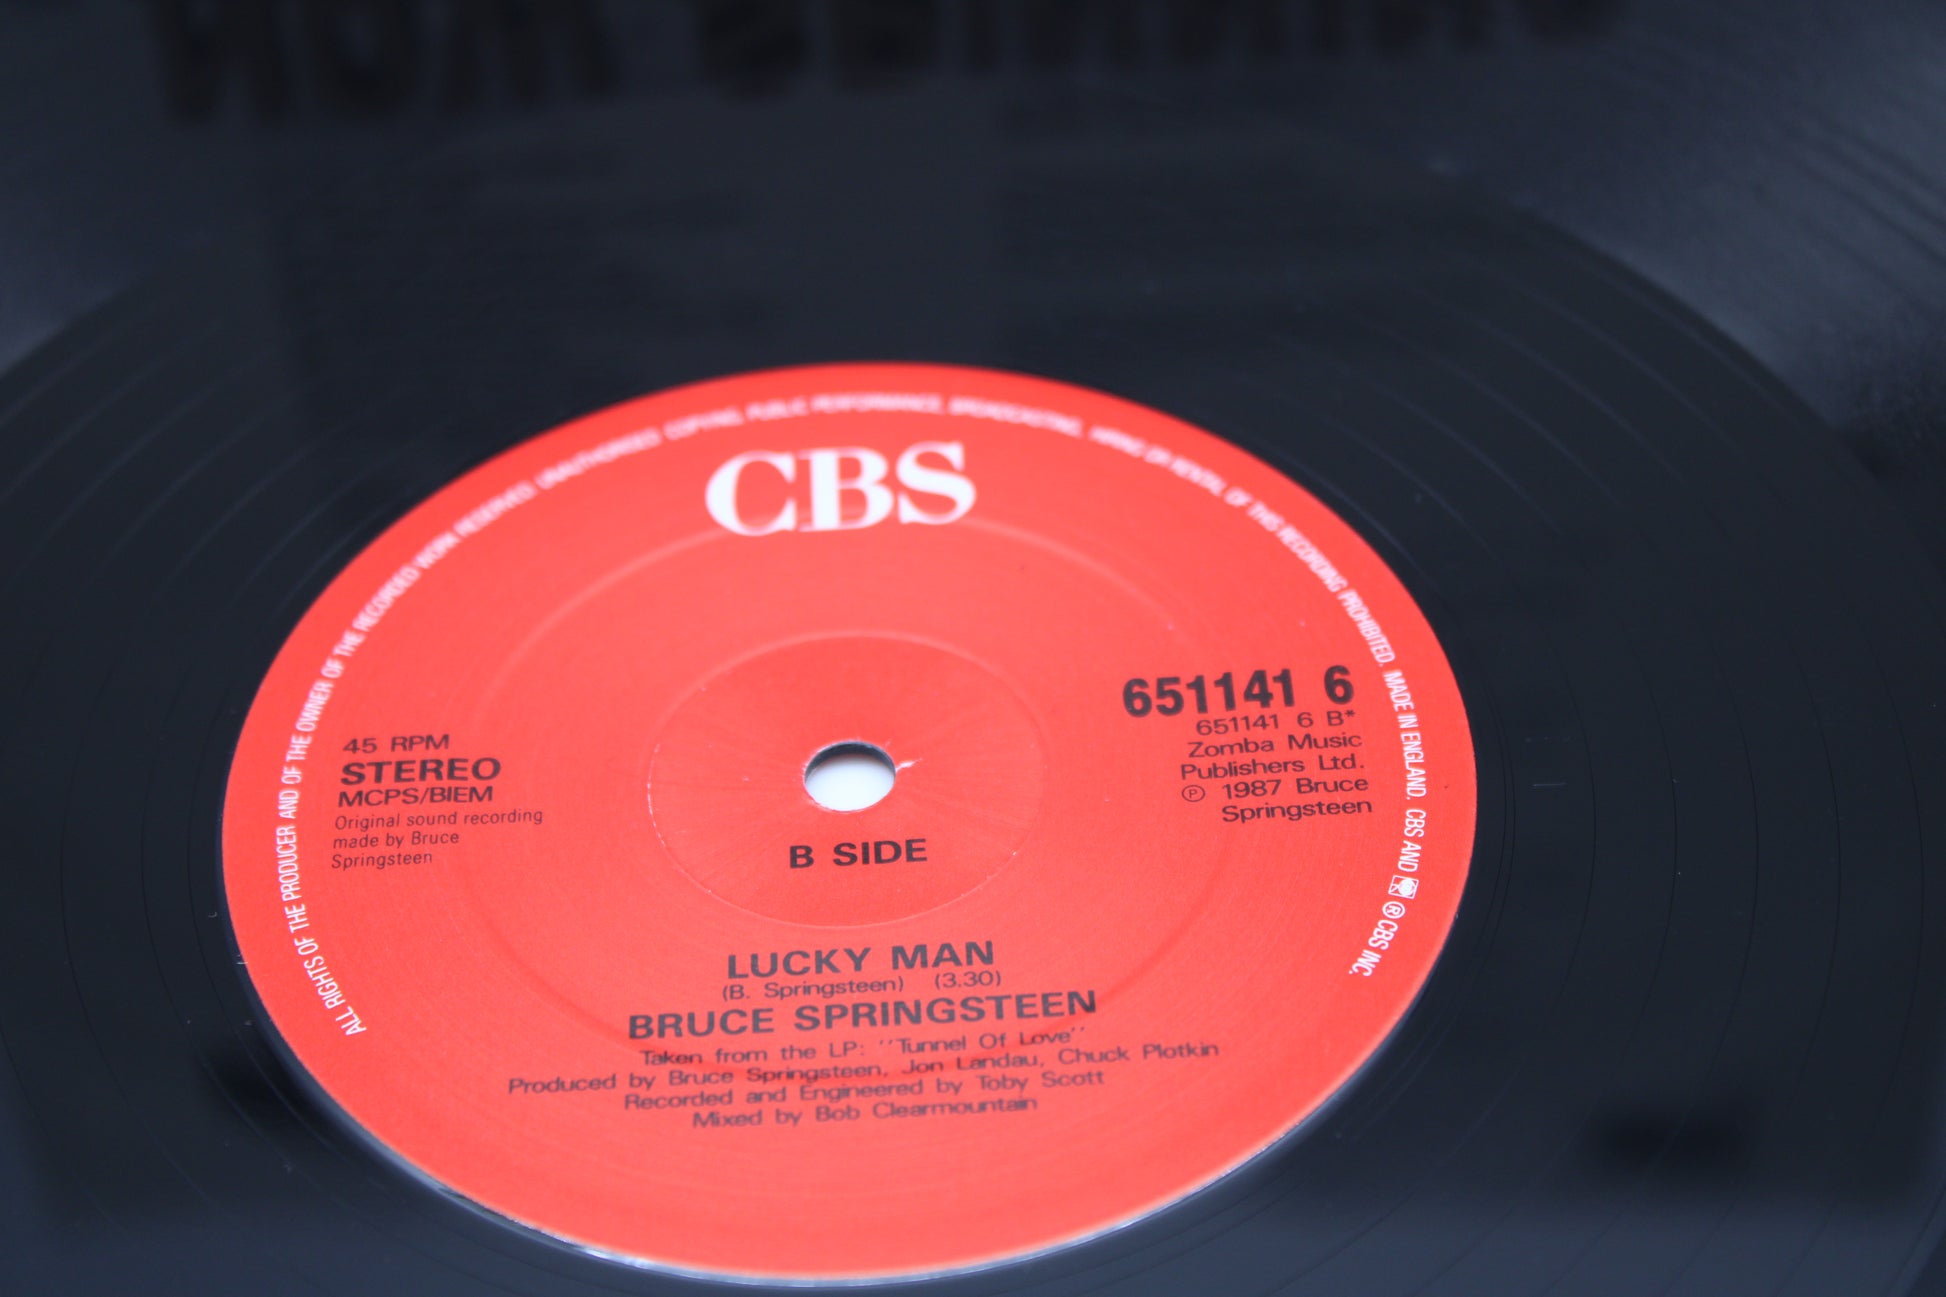 ALL RIGHTS OF THE PRODUCER AND OF THE OWNER OF THE RECORDED WORK RESERVED. UNAUTHORISED COPYING, PUBLIC PERFORMANCE, BROADCASTING, HIRING OR RENTAL OF THIS RECORDING PROHIBITED. MADE IN ENGLAND. CBS AND ® CBS INC.
CBS
45 RPM
STEREO
MCPS/BIEM
Original sound recording
made by Bruce
Springsteen
651141 6
651141 6 B*
Zomba Music
Publishers Ltd.
℗ 1987 Bruce
Springsteen
B SIDE
LUCKY MAN
(B. Springsteen) (3.30)
BRUCE SPRINGSTEEN
Taken from the LP: ''Tunnel Of Love''
Produced by Bruce Springsteen, Jon Landau, Chuck Plotkin
Recorded and Engineered by Toby Scott
Mixed by Bob Clearmountain